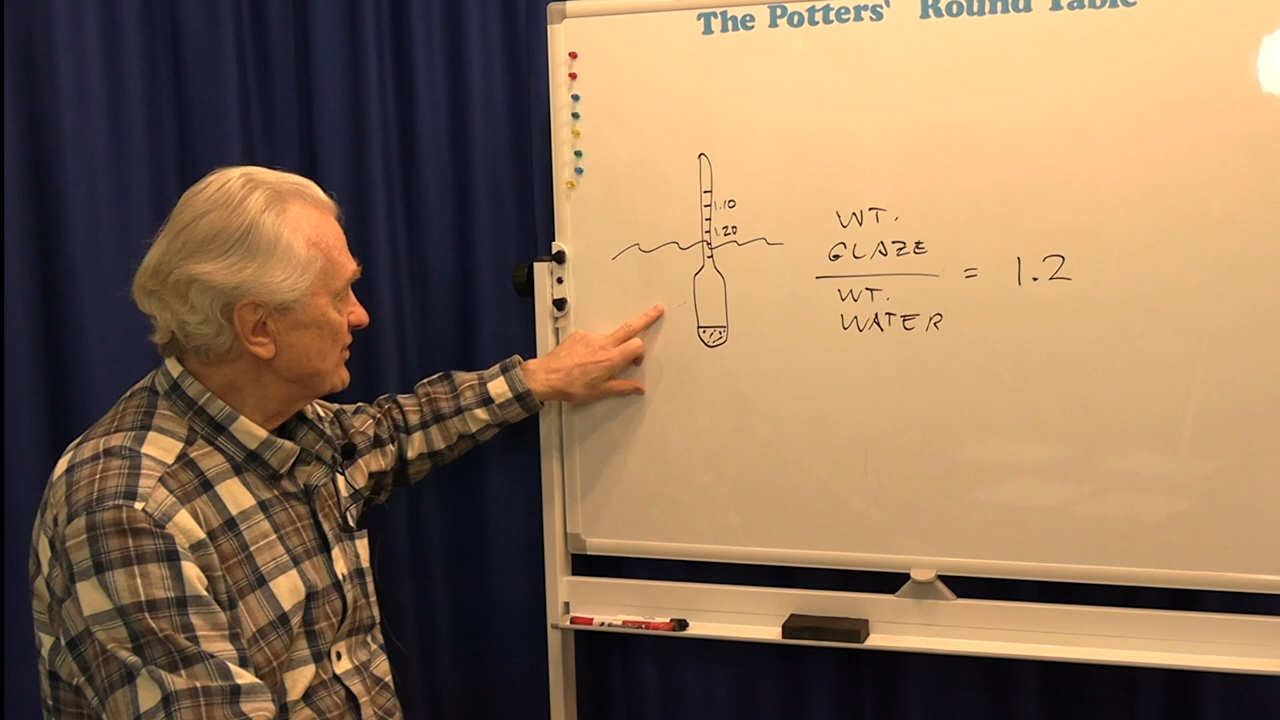 The Potters' Round Table
1.10
1.20
WT.
GLAZE
WT.
WATER
= 1.2